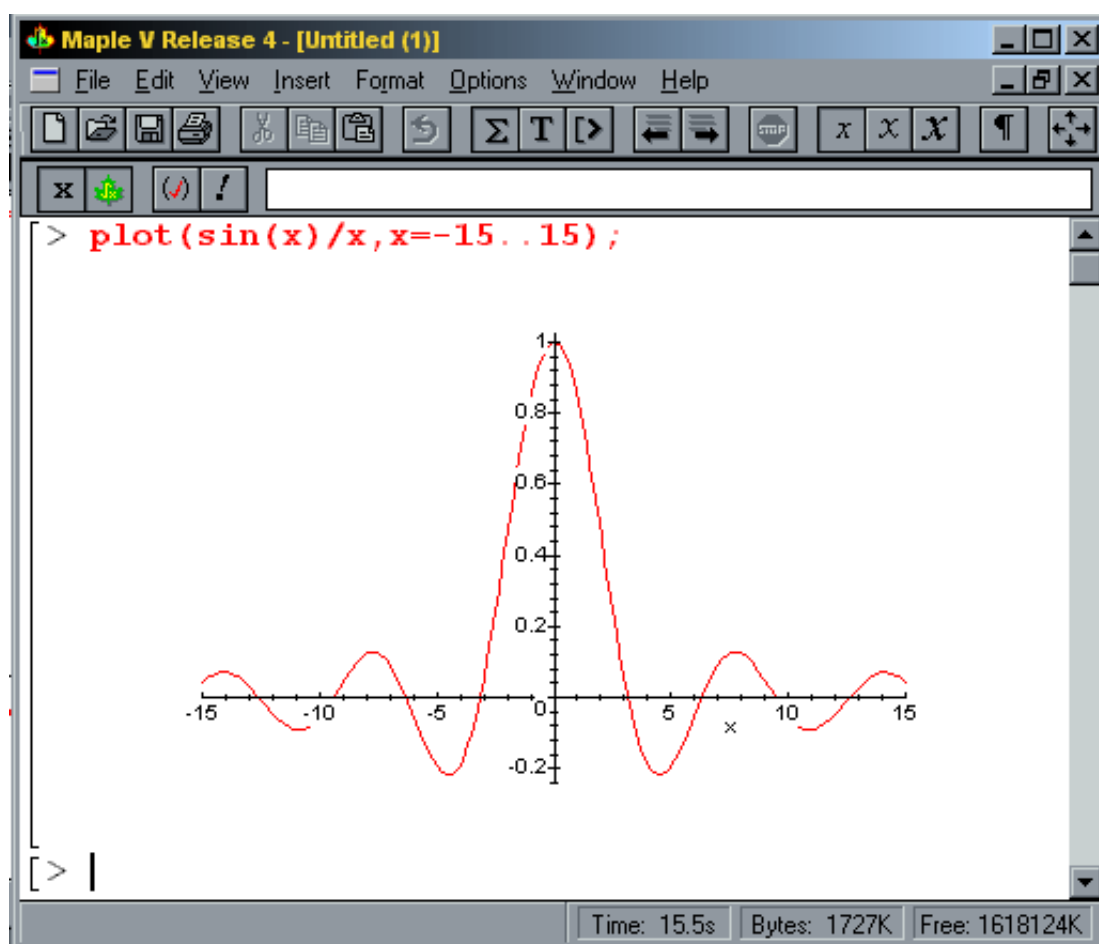 Maple V Release 4 - [Untitled (1)]
File Edit View Insert Format Options Window Help
Σ T [> STOP x x x ¶
x (√) !
[> plot(sin(x)/x,x=-15..15);
1
0.8
0.6
0.4
0.2
-15 -10 -5 0 5 10 15
x
-0.2
[>
Time: 15.5s Bytes: 1727K Free: 1618124K